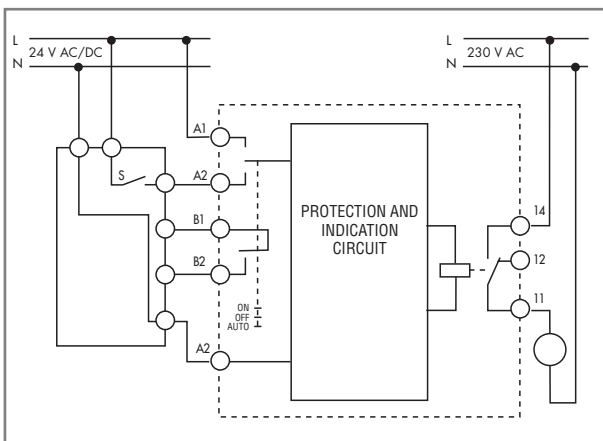 L
24 V AC/DC
N
L
230 V AC
N
A1
S
A2
B1
B2
ON
OFF
AUTO
A2
PROTECTION AND
INDICATION
CIRCUIT
14
12
11